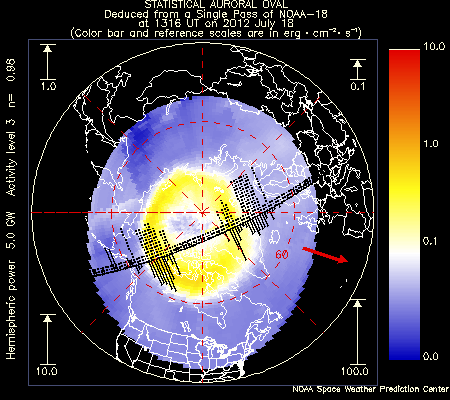 STATISTICAL AURORAL OVAL
Deduced from a Single Pass of NOAA-18
at 1316 UT on 2012 July 18
(Color bar and reference scales are in erg · cm⁻² · s⁻¹)
Hemispheric power 5.0 GW Activity level 3 n= 0.98
1.0
0.1
10.0
1.0
0.1
0.0
60
10.0
100.0
NOAA Space Weather Prediction Center